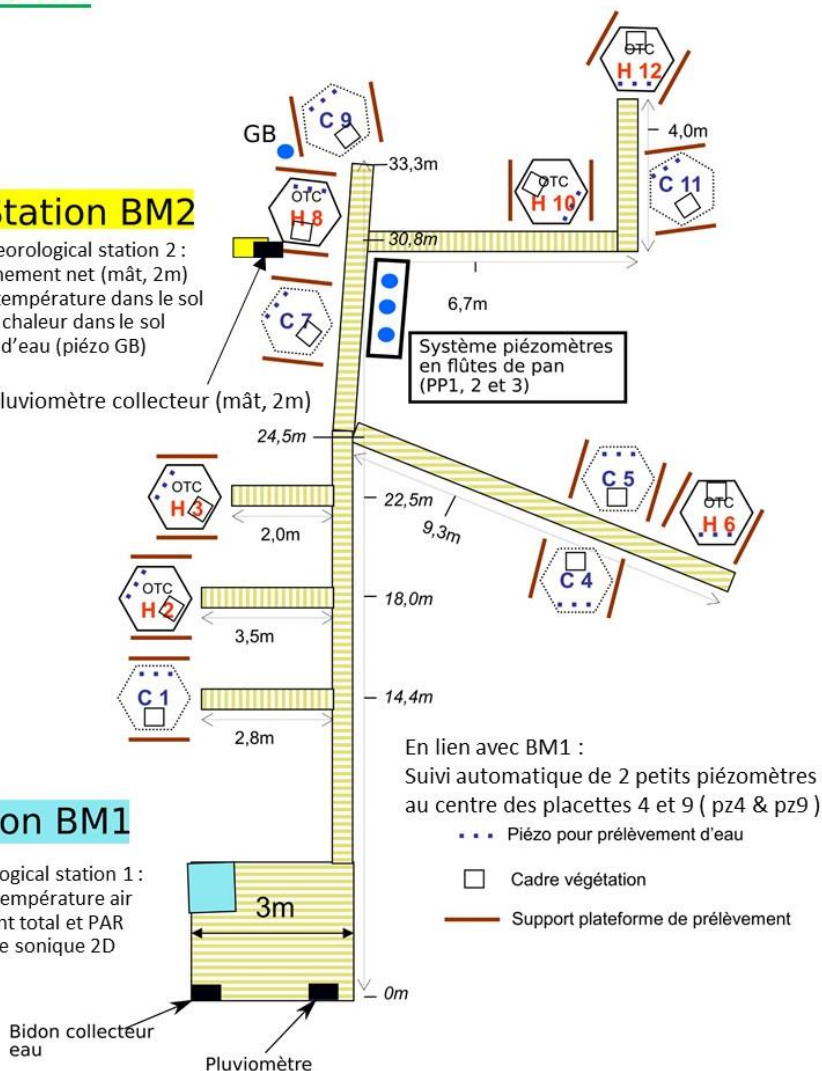 OTC
H 12
C 9
GB
4,0m
33,3m
OTC
H 10
C 11
OTC
H 8
Station BM2
30,8m
eorological station 2 :
nement net (mât, 2m)
température dans le sol
chaleur dans le sol
d'eau (piézo GB)
6,7m
C 7
Système piézomètres
en flûtes de pan
(PP1, 2 et 3)
luviomètre collecteur (mât, 2m)
24,5m
C 5
OTC
H 3
22,5m
OTC
H 6
2,0m
9,3m
OTC
H 2
C 4
18,0m
3,5m
C 1
14,4m
2,8m
En lien avec BM1 :
Suivi automatique de 2 petits piézomètres
au centre des placettes 4 et 9 ( pz4 & pz9 )
on BM1
Piézo pour prélèvement d'eau
ogical station 1 :
empérature air
nt total et PAR
e sonique 2D
Cadre végétation
3m
Support plateforme de prélèvement
0m
Bidon collecteur
eau
Pluviomètre